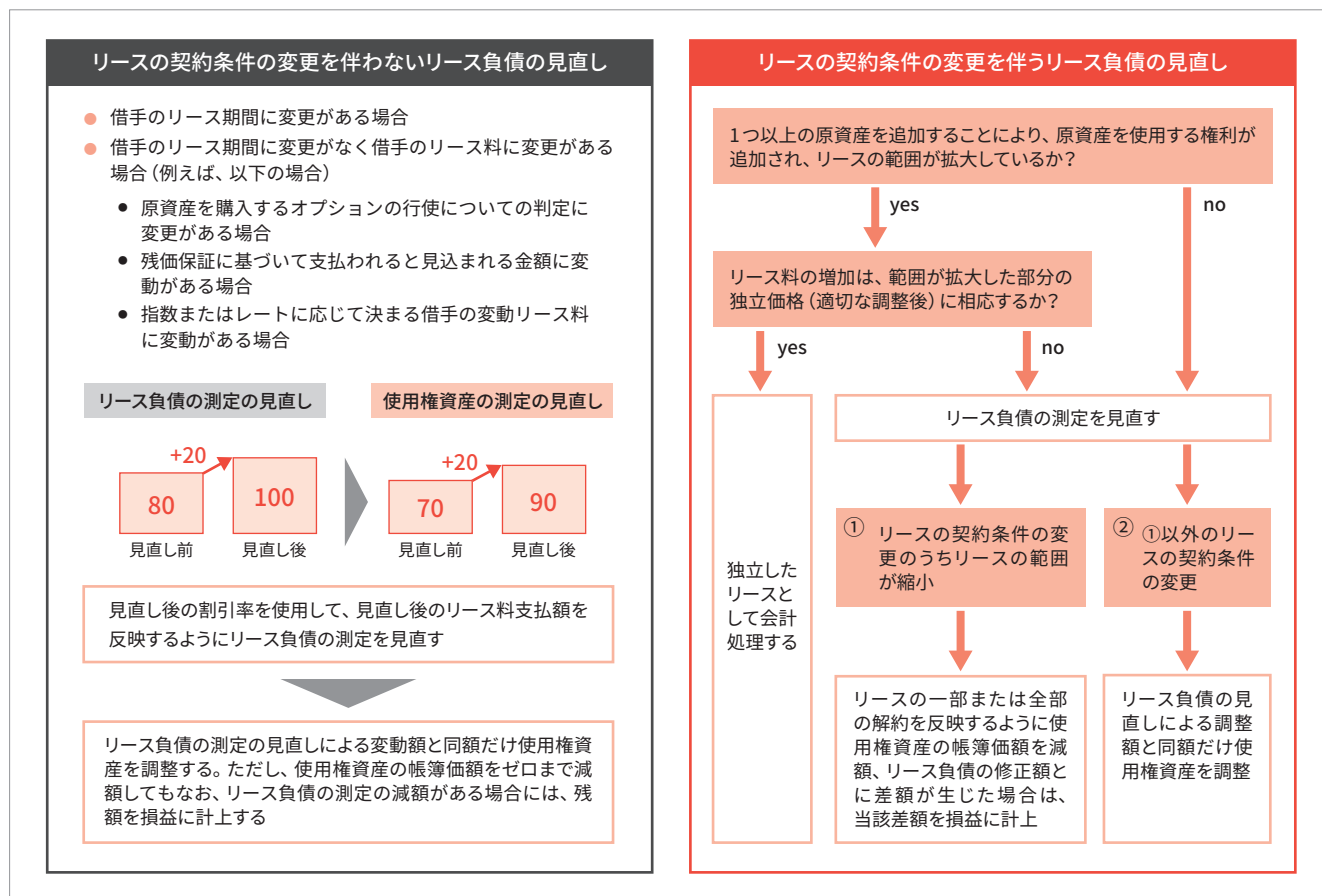 リースの契約条件の変更を伴わないリース負債の見直し
● 借手のリース期間に変更がある場合
● 借手のリース期間に変更がなく借手のリース料に変更がある
場合（例えば、以下の場合）
● 原資産を購入するオプションの行使についての判定に
変更がある場合
● 残価保証に基づいて支払われると見込まれる金額に変
動がある場合
● 指数またはレートに応じて決まる借手の変動リース料
に変動がある場合
リース負債の測定の見直し
使用権資産の測定の見直し
+20
80
100
見直し前
見直し後
+20
70
90
見直し前
見直し後
見直し後の割引率を使用して、見直し後のリース料支払額を
反映するようにリース負債の測定を見直す
リース負債の測定の見直しによる変動額と同額だけ使用権資
産を調整する。ただし、使用権資産の帳簿価額をゼロまで減
額してもなお、リース負債の測定の減額がある場合には、残
額を損益に計上する
リースの契約条件の変更を伴うリース負債の見直し
1つ以上の原資産を追加することにより、原資産を使用する権利が
追加され、リースの範囲が拡大しているか？
yes
no
リース料の増加は、範囲が拡大した部分の
独立価格（適切な調整後）に相応するか？
yes
no
独立した
リースと
して会計
処理する
リース負債の測定を見直す
① リースの契約条件の変
更のうちリースの範囲
が縮小
② ①以外のリー
スの契約条件
の変更
リースの一部または全部
の解約を反映するように使
用権資産の帳簿価額を減
額、リース負債の修正額と
に差額が生じた場合は、
当該差額を損益に計上
リース負債の見
直しによる調整
額と同額だけ使
用権資産を調整